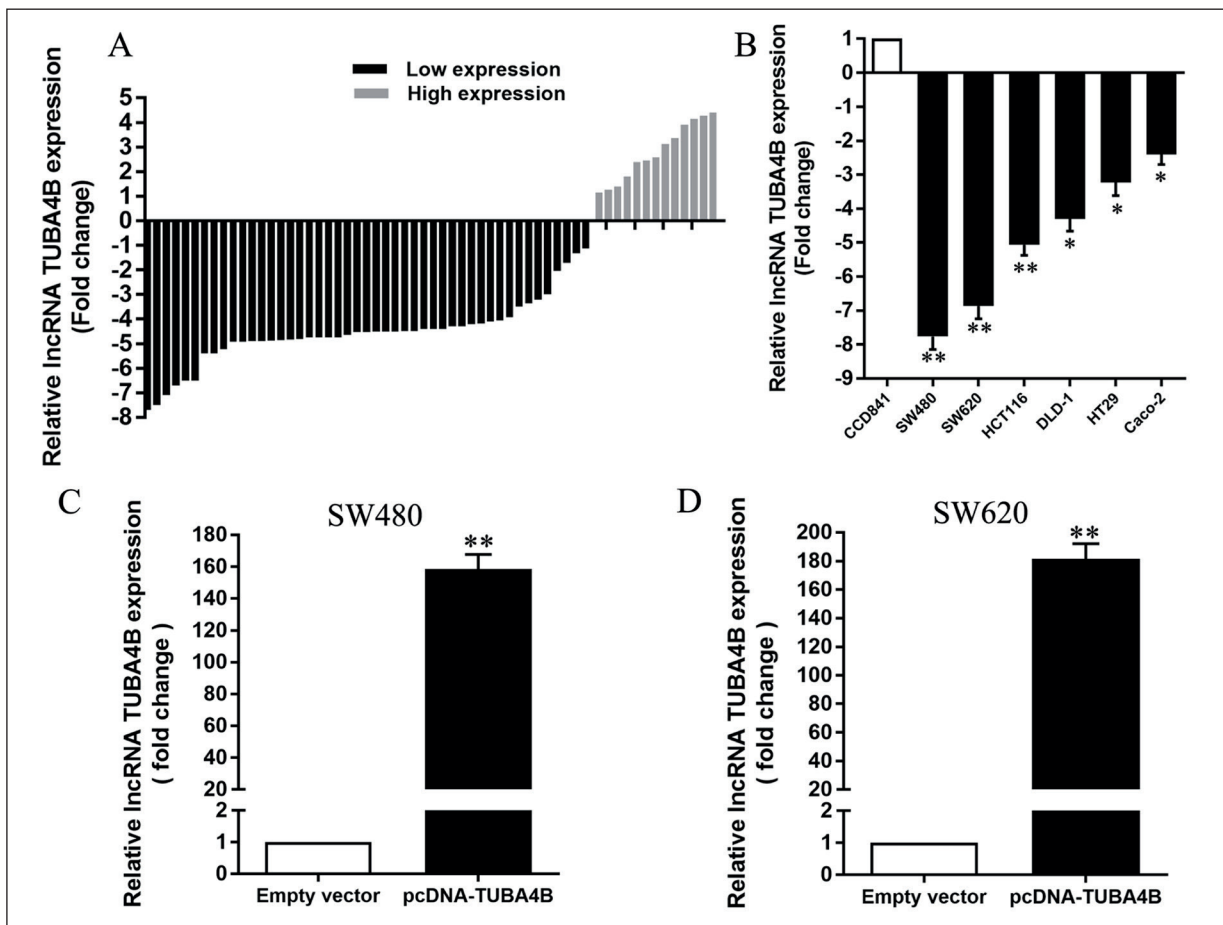 A
Relative lncRNA TUBA4B expression
(Fold change)
Low expression
High expression
5
4
3
2
1
0
-1
-2
-3
-4
-5
-6
-7
-8
B
Relative lncRNA TUBA4B expression
(Fold change)
1
0
-1
-2
-3
-4
-5
-6
-7
-8
-9
**
**
**
*
*
*
CCD841
SW480
SW620
HCT116
DLD-1
HT29
Caco-2
C
SW480
Relative lncRNA TUBA4B expression
( fold change )
180
160
140
120
100
80
60
40
20
2
1
0
**
Empty vector
pcDNA-TUBA4B
D
SW620
Relative lncRNA TUBA4B expression
( fold change )
200
180
160
140
120
100
80
60
40
20
2
1
0
**
Empty vector
pcDNA-TUBA4B